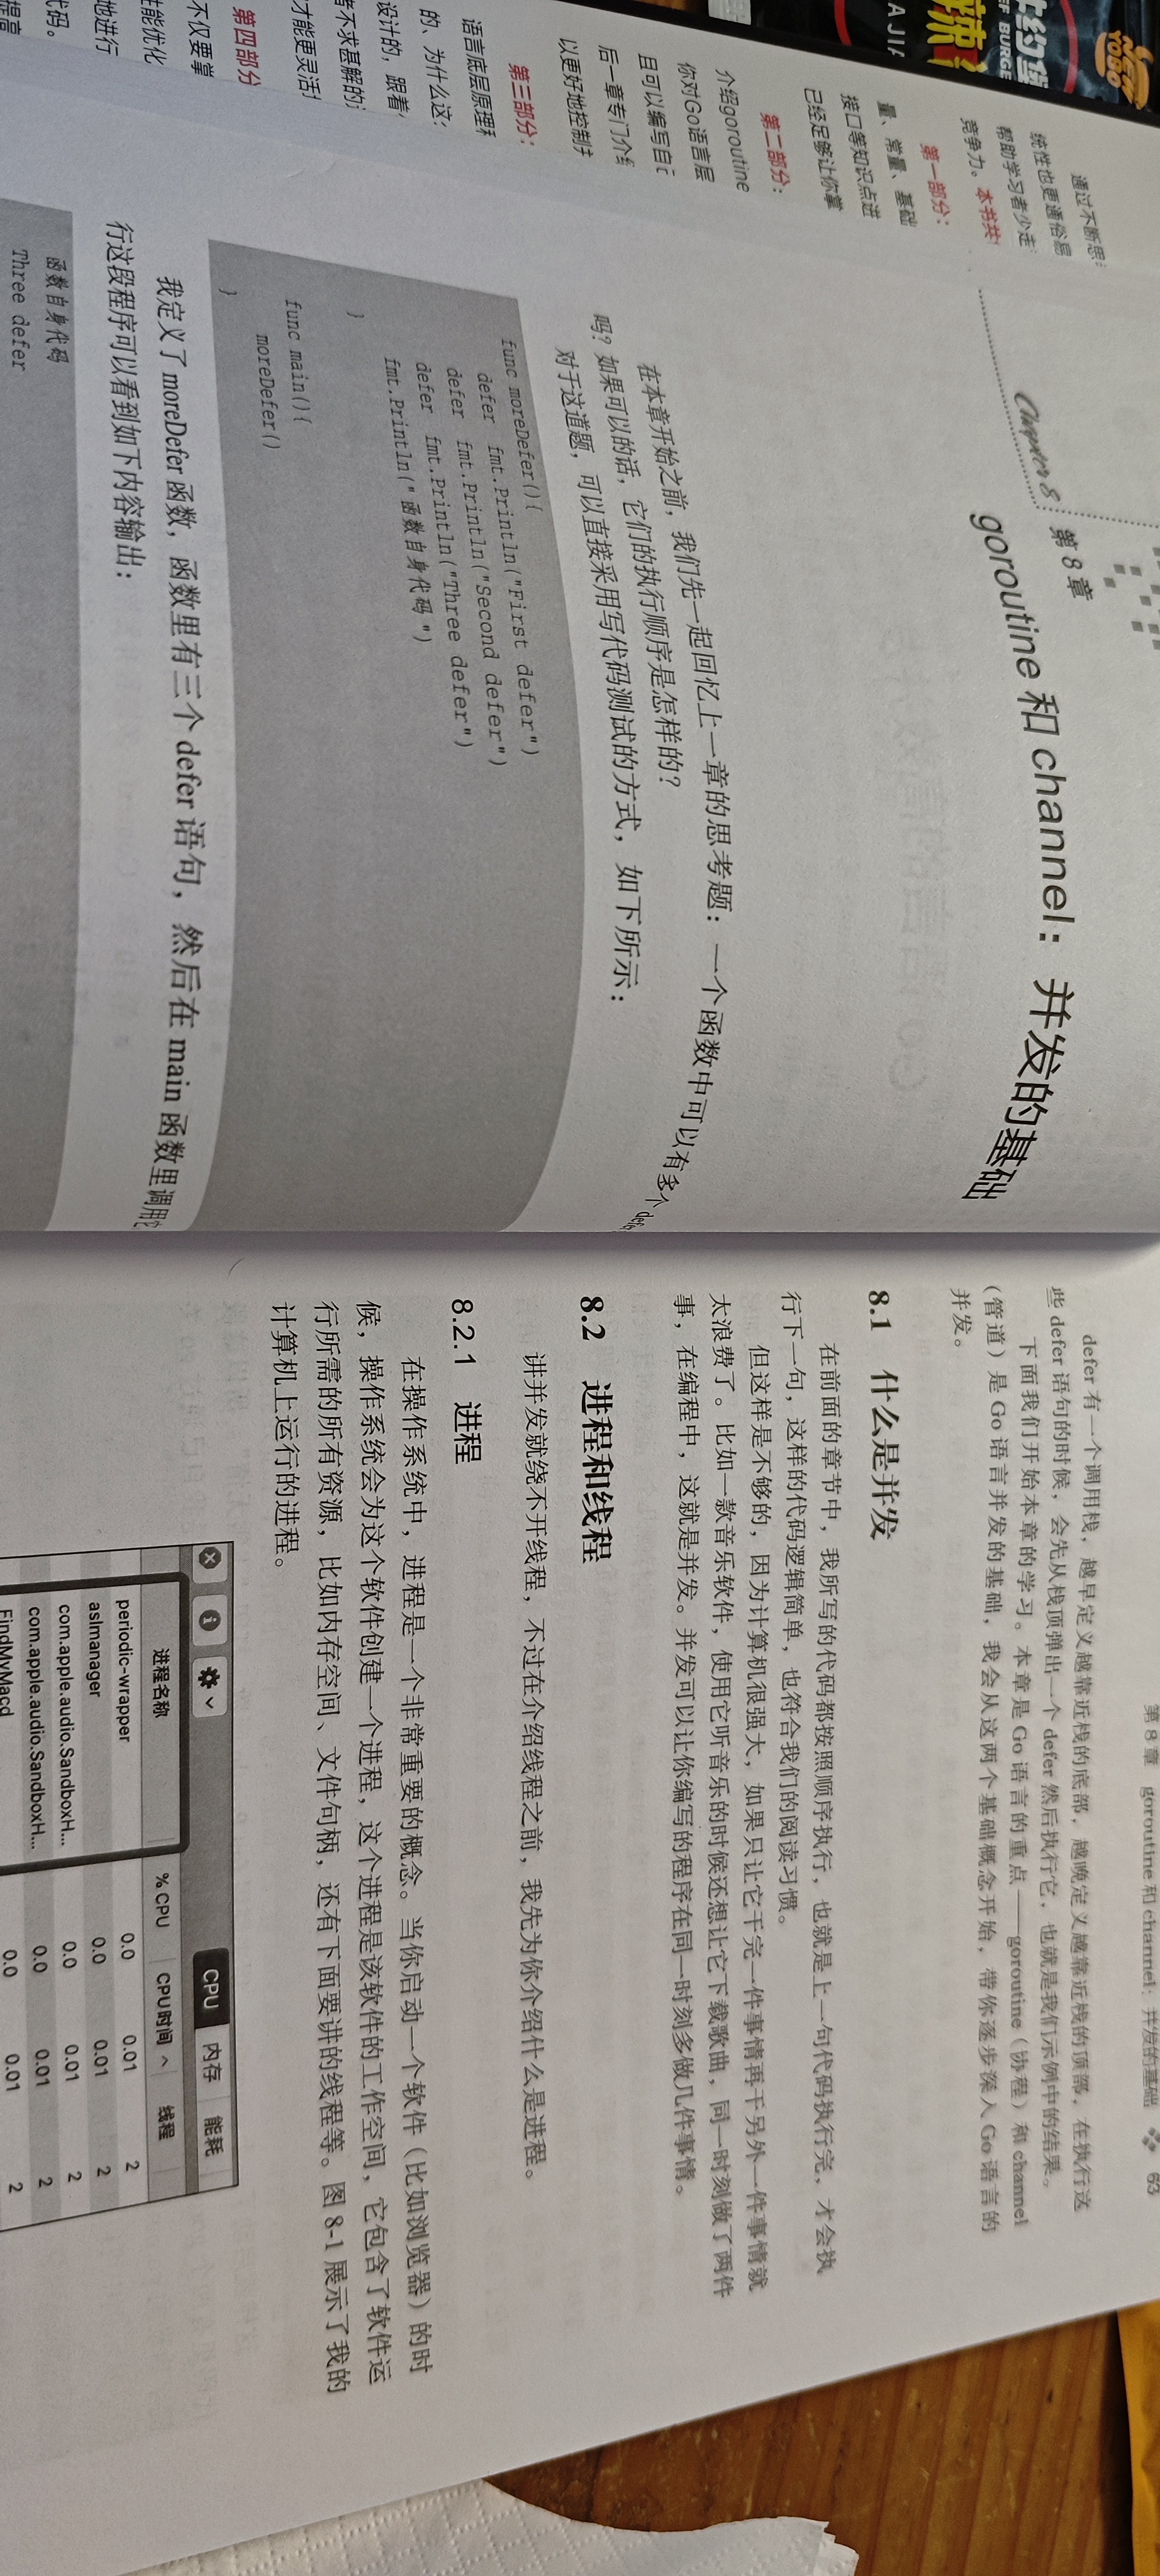 通过不断思
统性也更通俗易
帮助学习者少走
竞争力。本书共
第一部分：
量、常量、基础
接口等知识点进
已经足够让你掌
第二部分：
介绍goroutine
你对Go语言层
且可以编写自
后一章专门介
以更好地控制
第三部分：
语言底层原理
的、为什么这
设计的，跟着
者不求甚解的
才能更灵活
第四部分
不仅要掌
性能优化
地进行
代码。
Chapter 8
第 8 章
goroutine 和 channel：并发的基础
在本章开始之前，我们先一起回忆上一章的思考题：一个函数中可以有多个 defer
吗？如果可以的话，它们的执行顺序是怎样的？
对于这道题，可以直接采用写代码测试的方式，如下所示：
func moreDefer(){
defer fmt.Println("First defer")
defer fmt.Println("Second defer")
defer fmt.Println("Three defer")
fmt.Println("函数自身代码")
}
func main(){
moreDefer()
}
我定义了 moreDefer 函数，函数里有三个 defer 语句，然后在 main 函数里调用它
行这段程序可以看到如下内容输出：
函数自身代码
Three defer
第 8 章 goroutine 和 channel：并发的基础 63
defer 有一个调用栈，越早定义越靠近栈的底部，越晚定义越靠近栈的顶部，在执行这
些 defer 语句的时候，会先从栈顶弹出一个 defer 然后执行它，也就是我们示例中的结果。
下面我们开始本章的学习。本章是 Go 语言的重点——goroutine（协程）和 channel
（管道）是 Go 语言并发的基础，我会从这两个基础概念开始，带你逐步深入 Go 语言的
并发。
8.1 什么是并发
在前面的章节中，我所写的代码都按照顺序执行，也就是上一句代码执行完，才会执
行下一句，这样的代码逻辑简单，也符合我们的阅读习惯。
但这样是不够的，因为计算机很强大，如果只让它干完一件事情再干另外一件事情就
太浪费了。比如一款音乐软件，使用它听音乐的时候还想让它下载歌曲，同一时刻做了两件
事，在编程中，这就是并发。并发可以让你编写的程序在同一时刻多做几件事情。
8.2 进程和线程
讲并发就绕不开线程，不过在介绍线程之前，我先为你介绍什么是进程。
8.2.1 进程
在操作系统中，进程是一个非常重要的概念。当你启动一个软件（比如浏览器）的时
候，操作系统会为这个软件创建一个进程，这个进程是该软件的工作空间，它包含了软件运
行所需的所有资源，比如内存空间、文件句柄，还有下面要讲的线程等。图 8-1 展示了我的
计算机上运行的进程。
CPU 内存 能耗
进程名称 % CPU CPU 时间 线程
periodic-wrapper 0.0 0.01 2
aslmanager 0.0 0.01 2
com.apple.audio.SandboxH... 0.0 0.01 2
com.apple.audio.SandboxH... 0.0 0.01 2
FindMyMacd 0.0 0.01 2